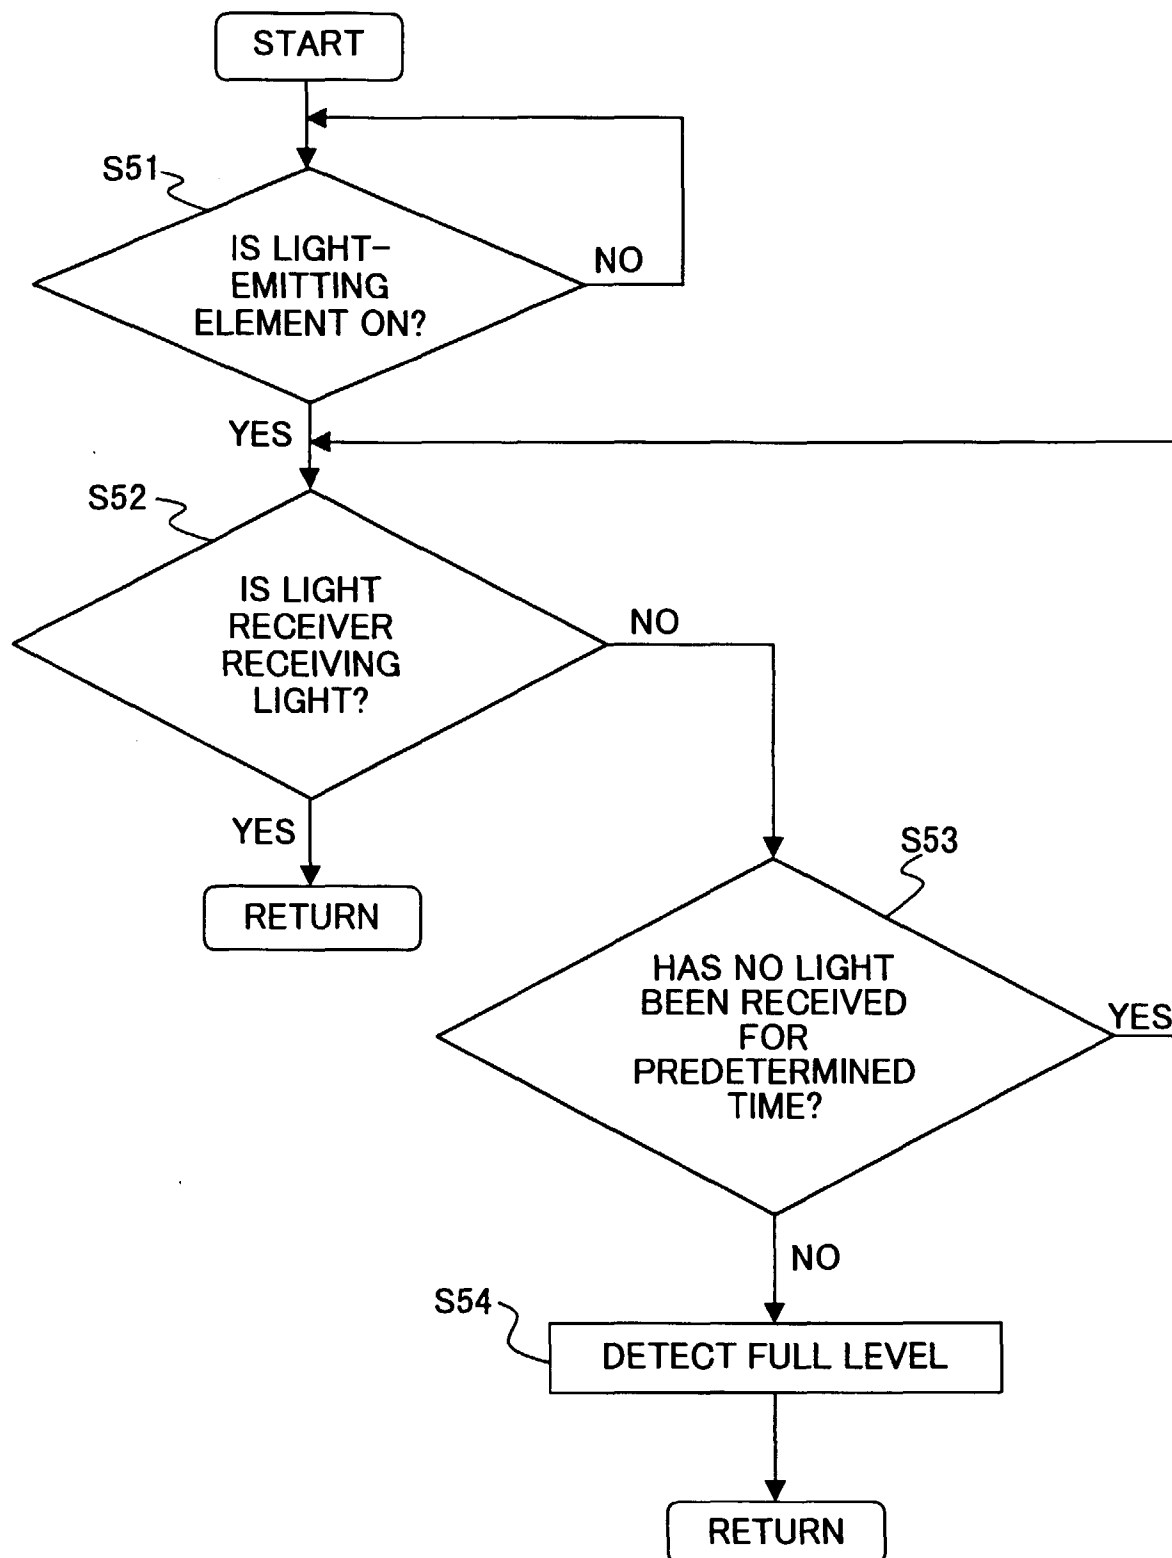 START
S51
IS LIGHT-
EMITTING
ELEMENT ON?
NO
YES
S52
IS LIGHT
RECEIVER
RECEIVING
LIGHT?
NO
YES
RETURN
S53
HAS NO LIGHT
BEEN RECEIVED
FOR
PREDETERMINED
TIME?
YES
NO
S54
DETECT FULL LEVEL
RETURN